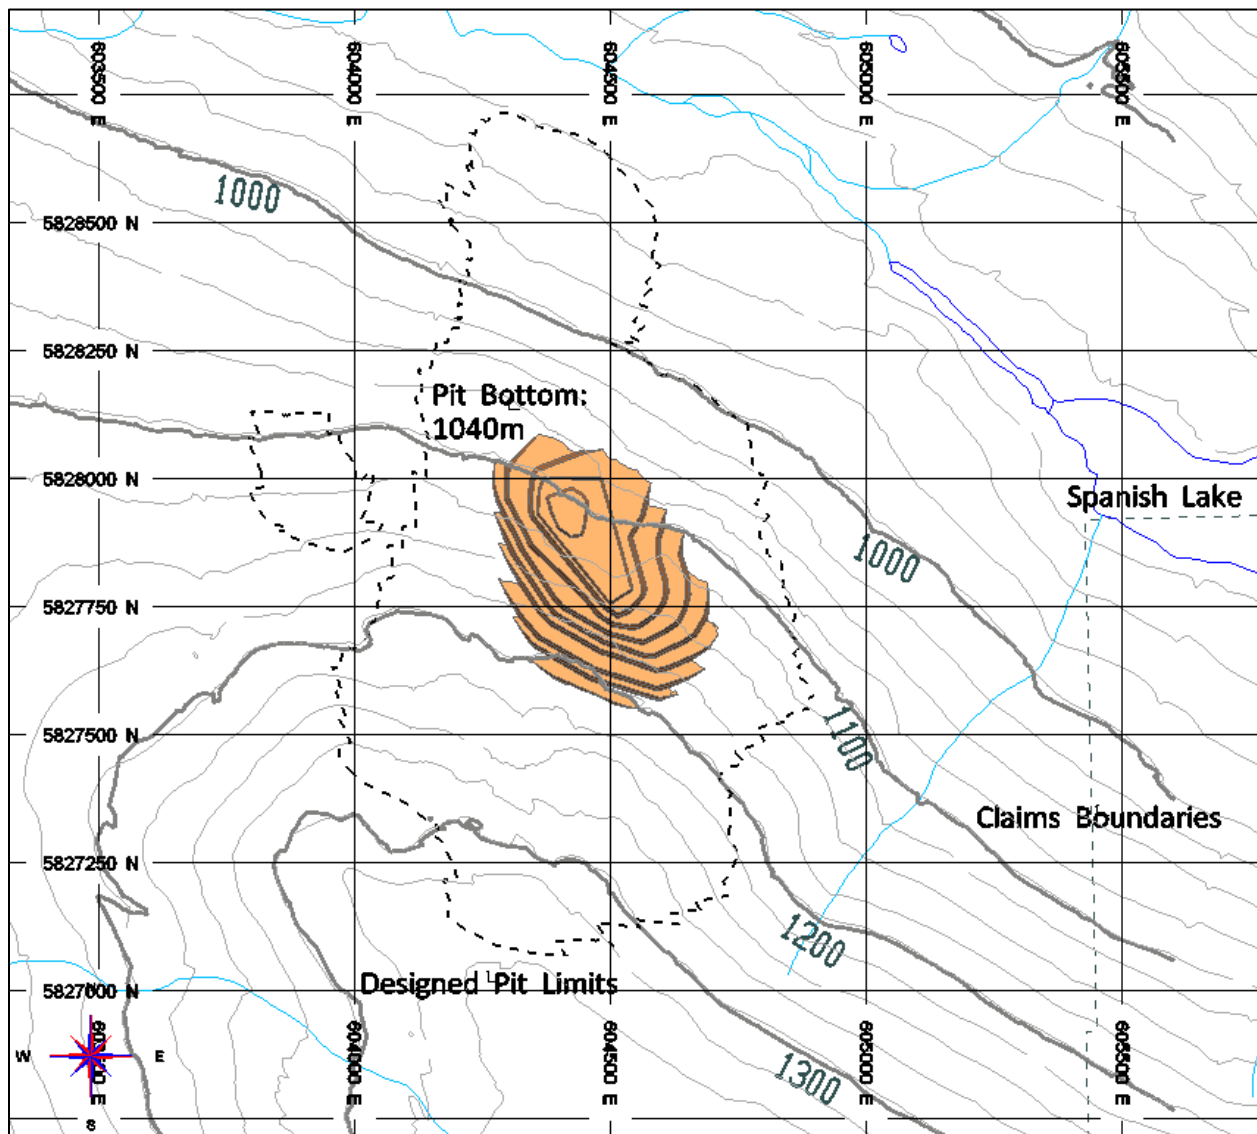 603500 E
604000 E
604500 E
605000 E
605500 E
1000
5828500 N
5828250 N
Pit Bottom:
1040m
5828000 N
Spanish Lake
1000
5827750 N
5827500 N
1100
Claims Boundaries
5827250 N
1200
Designed Pit Limits
5827000 N
603500 E
604000 E
604500 E
605000 E
605500 E
W
E
S
1300